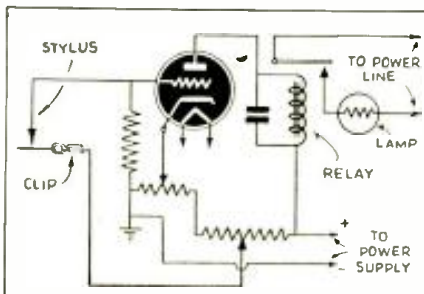 STYLUS
CLIP
TO POWER
LINE
LAMP
RELAY
+
TO
POWER
SUPPLY
-